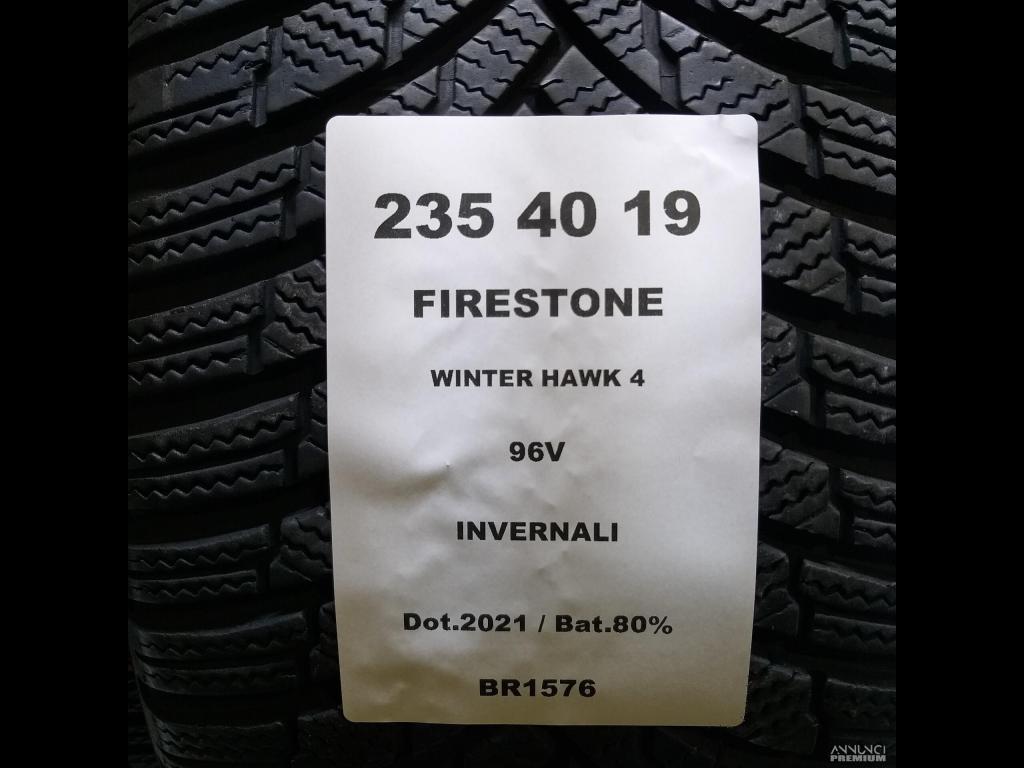 235 40 19
FIRESTONE
WINTER HAWK 4
96V
INVERNALI
Dot.2021 / Bat.80%
BR1576
ANNUNCI
PREMIUM